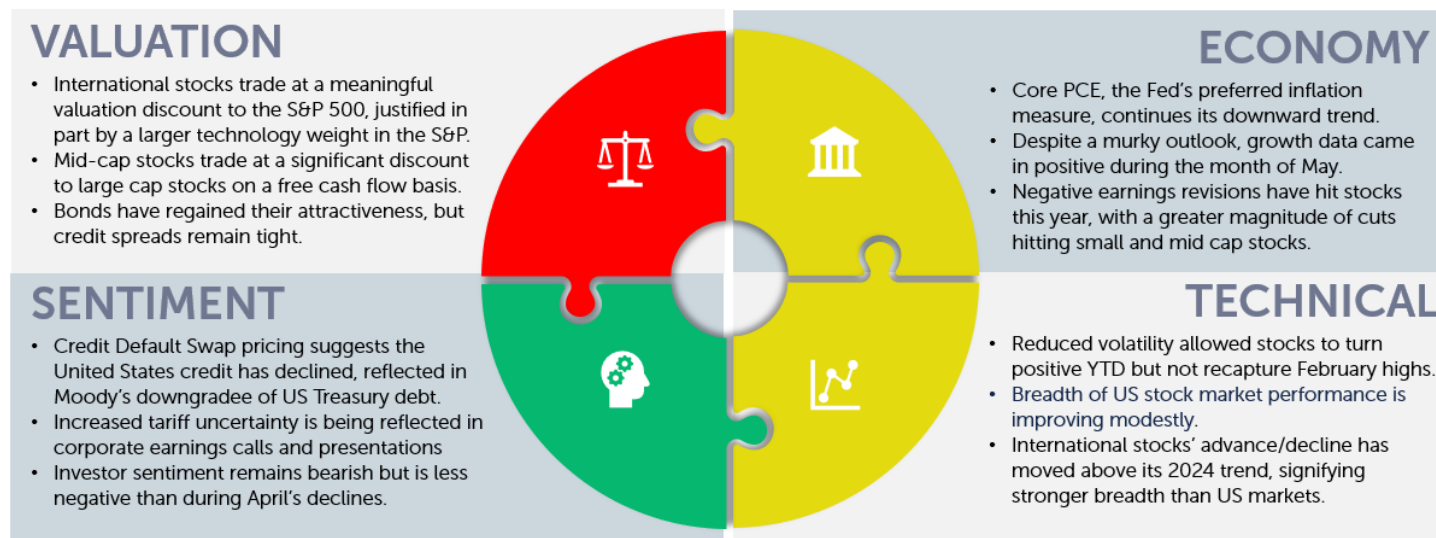 VALUATION
• International stocks trade at a meaningful
valuation discount to the S&P 500, justified in
part by a larger technology weight in the S&P.
• Mid-cap stocks trade at a significant discount
to large cap stocks on a free cash flow basis.
• Bonds have regained their attractiveness, but
credit spreads remain tight.
ECONOMY
• Core PCE, the Fed's preferred inflation
measure, continues its downward trend.
• Despite a murky outlook, growth data came
in positive during the month of May.
• Negative earnings revisions have hit stocks
this year, with a greater magnitude of cuts
hitting small and mid cap stocks.
SENTIMENT
• Credit Default Swap pricing suggests the
United States credit has declined, reflected in
Moody's downgradee of US Treasury debt.
• Increased tariff uncertainty is being reflected in
corporate earnings calls and presentations
• Investor sentiment remains bearish but is less
negative than during April's declines.
TECHNICAL
• Reduced volatility allowed stocks to turn
positive YTD but not recapture February highs.
• Breadth of US stock market performance is
improving modestly.
• International stocks' advance/decline has
moved above its 2024 trend, signifying
stronger breadth than US markets.